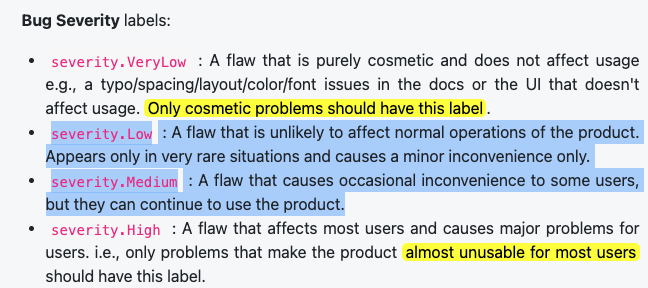 Bug Severity labels:
• severity.VeryLow : A flaw that is purely cosmetic and does not affect usage
e.g., a typo/spacing/layout/color/font issues in the docs or the UI that doesn't
affect usage. Only cosmetic problems should have this label.
• severity.Low : A flaw that is unlikely to affect normal operations of the product.
Appears only in very rare situations and causes a minor inconvenience only.
• severity.Medium : A flaw that causes occasional inconvenience to some users,
but they can continue to use the product.
• severity.High : A flaw that affects most users and causes major problems for
users. i.e., only problems that make the product almost unusable for most users
should have this label.